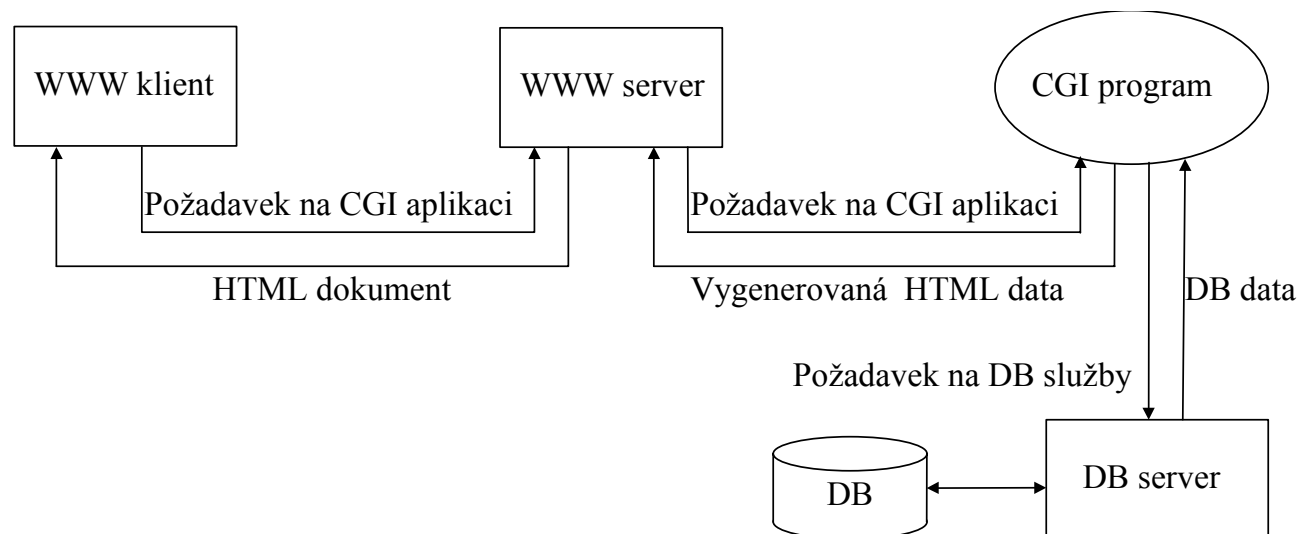 WWW klient
WWW server
CGI program
Požadavek na CGI aplikaci
Požadavek na CGI aplikaci
HTML dokument
Vygenerovaná HTML data
DB data
Požadavek na DB služby
DB
DB server